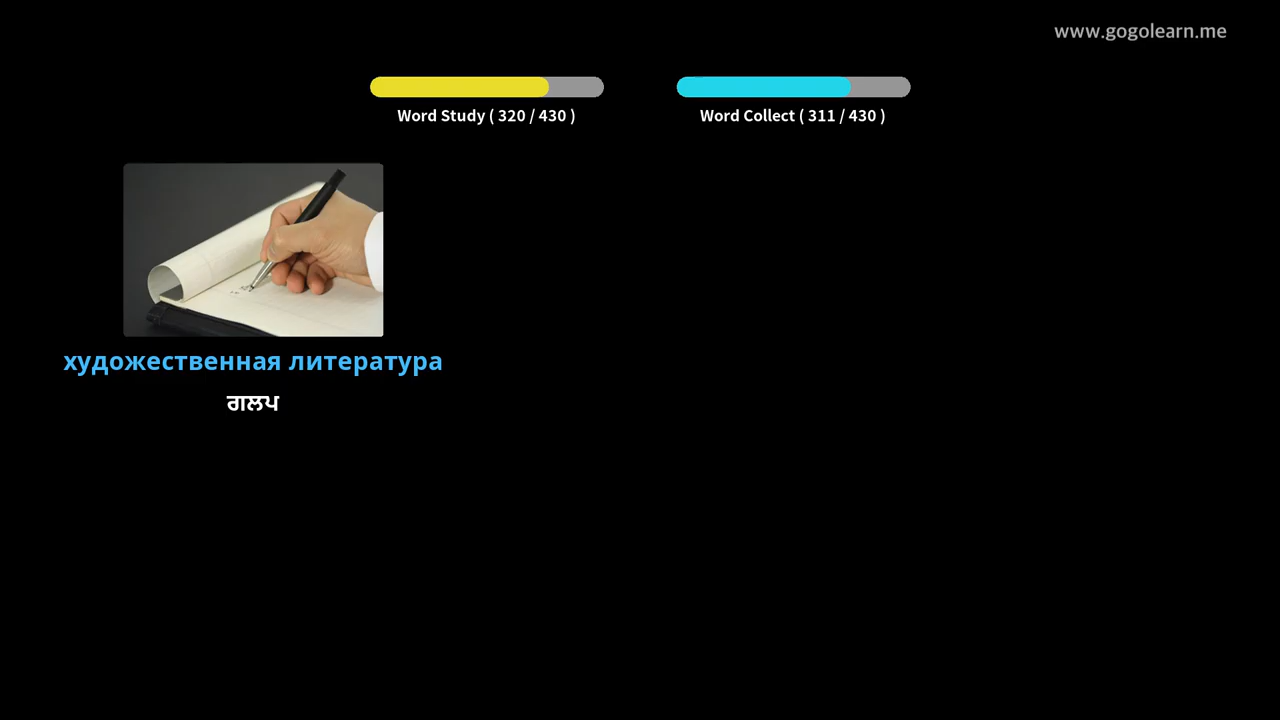 www.gogolearn.me
Word Study ( 320 / 430 )
Word Collect ( 311 / 430 )
художественная литература
ਗਲਪ